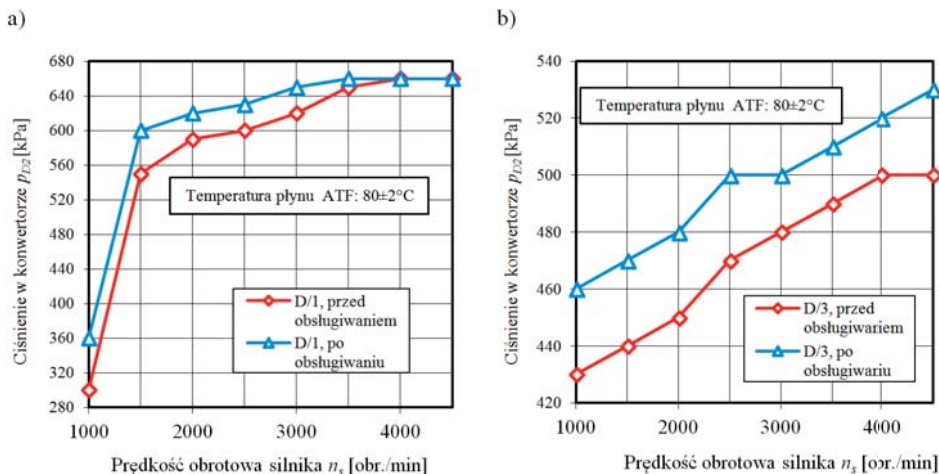 a)
680
640
600
560
520
480
440
400
360
320
280
Ciśnienie w konwertorze p_D2 [kPa]
Temperatura płynu ATF: 80±2°C
D/1, przed
obsługiwaniem
D/1, po
obsługiwaniu
1000 2000 3000 4000
Prędkość obrotowa silnika n_s [obr./min]
b)
540
520
500
480
460
440
420
Ciśnienie w konwertorze p_D2 [kPa]
Temperatura płynu ATF: 80±2°C
D/3, przed
obsługiwariem
D/3, po
obsługiwariu
1000 2000 3000 4000
Prędkość obrotowa silnika n_s [obr./min]